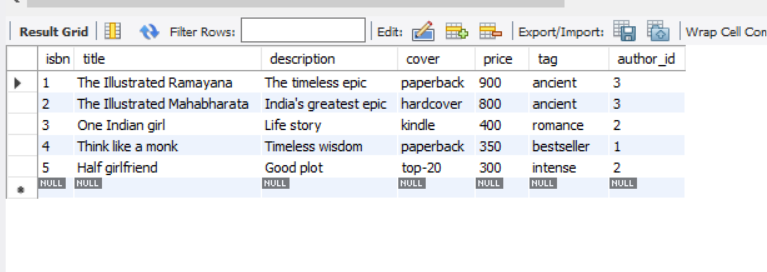 Result Grid Filter Rows: Edit: Export/Import: Wrap Cell Con
isbn title description cover price tag author_id
1 The Illustrated Ramayana The timeless epic paperback 900 ancient 3
2 The Illustrated Mahabharata India's greatest epic hardcover 800 ancient 3
3 One Indian girl Life story kindle 400 romance 2
4 Think like a monk Timeless wisdom paperback 350 bestseller 1
5 Half girlfriend Good plot top-20 300 intense 2
NULL NULL NULL NULL NULL NULL NULL